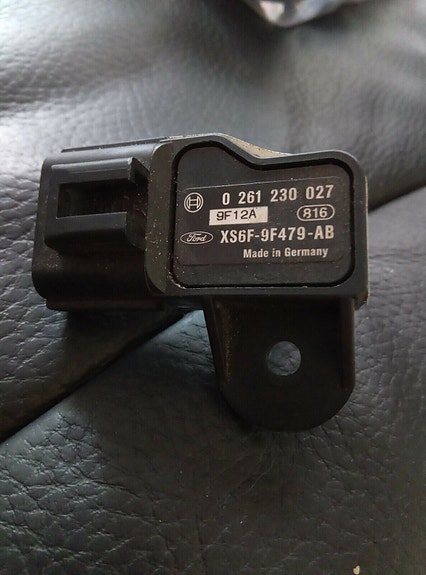 0 261 230 027
9F12A 816
Ford XS6F-9F479-AB
Made in Germany